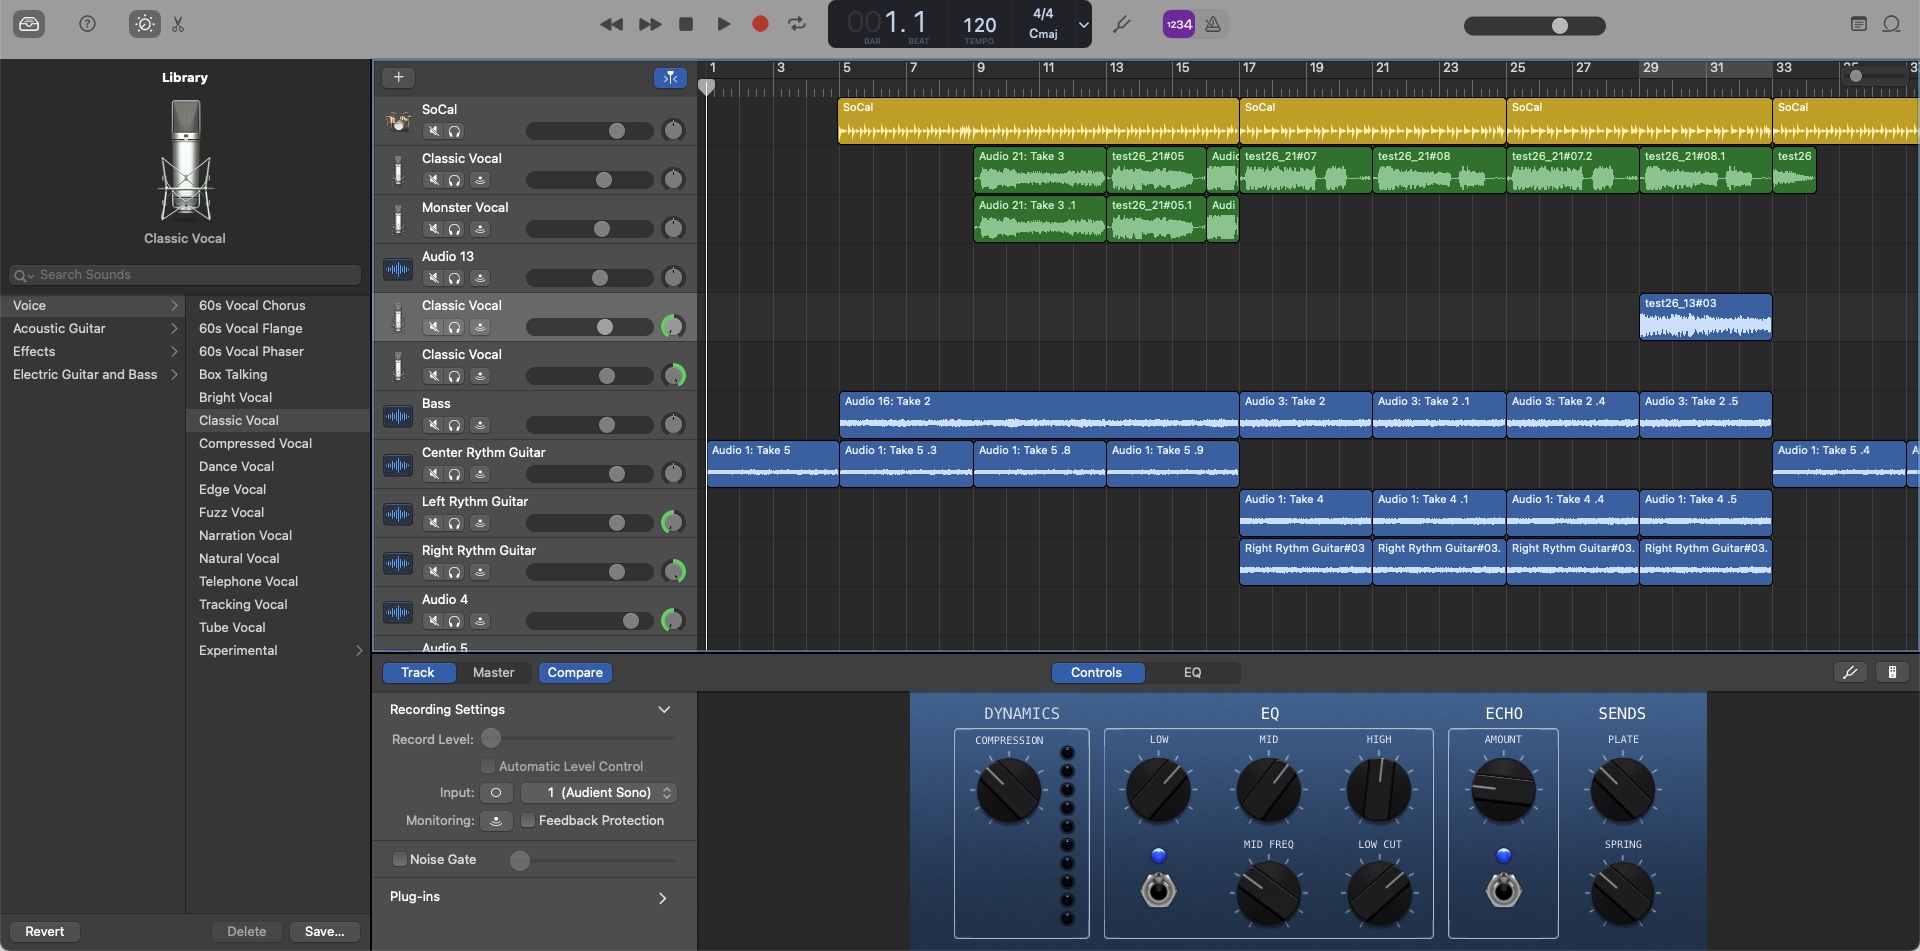 001.1
BAR BEAT
120
TEMPO
4/4
Cmaj
1234
Library
Classic Vocal
Search Sounds
Voice
Acoustic Guitar
Effects
Electric Guitar and Bass
60s Vocal Chorus
60s Vocal Flange
60s Vocal Phaser
Box Talking
Bright Vocal
Classic Vocal
Compressed Vocal
Dance Vocal
Edge Vocal
Fuzz Vocal
Narration Vocal
Natural Vocal
Telephone Vocal
Tracking Vocal
Tube Vocal
Experimental
Revert
Delete
Save...
1 3 5 7 9 11 13 15 17 19 21 23 25 27 29 31 33
SoCal
SoCal SoCal SoCal SoCal
Classic Vocal
Audio 21: Take 3 test26_21#05 Audio test26_21#07 test26_21#08 test26_21#07.2 test26_21#08.1 test26
Monster Vocal
Audio 21: Take 3 .1 test26_21#05.1 Audi
Audio 13
Classic Vocal
test26_13#03
Classic Vocal
Bass
Audio 16: Take 2 Audio 3: Take 2 Audio 3: Take 2 .1 Audio 3: Take 2 .4 Audio 3: Take 2 .5
Center Rythm Guitar
Audio 1: Take 5 Audio 1: Take 5 .3 Audio 1: Take 5 .8 Audio 1: Take 5 .9 Audio 1: Take 5 .4
Left Rythm Guitar
Audio 1: Take 4 Audio 1: Take 4 .1 Audio 1: Take 4 .4 Audio 1: Take 4 .5
Right Rythm Guitar
Right Rythm Guitar#03 Right Rythm Guitar#03. Right Rythm Guitar#03. Right Rythm Guitar#03.
Audio 4
Audio 5
Track Master Compare
Controls EQ
Recording Settings
Record Level:
Automatic Level Control
Input: 1 (Audient Sono)
Monitoring: Feedback Protection
Noise Gate
Plug-ins
DYNAMICS
COMPRESSION
EQ
LOW MID HIGH
MID FREQ LOW CUT
ECHO
AMOUNT
SENDS
PLATE
SPRING